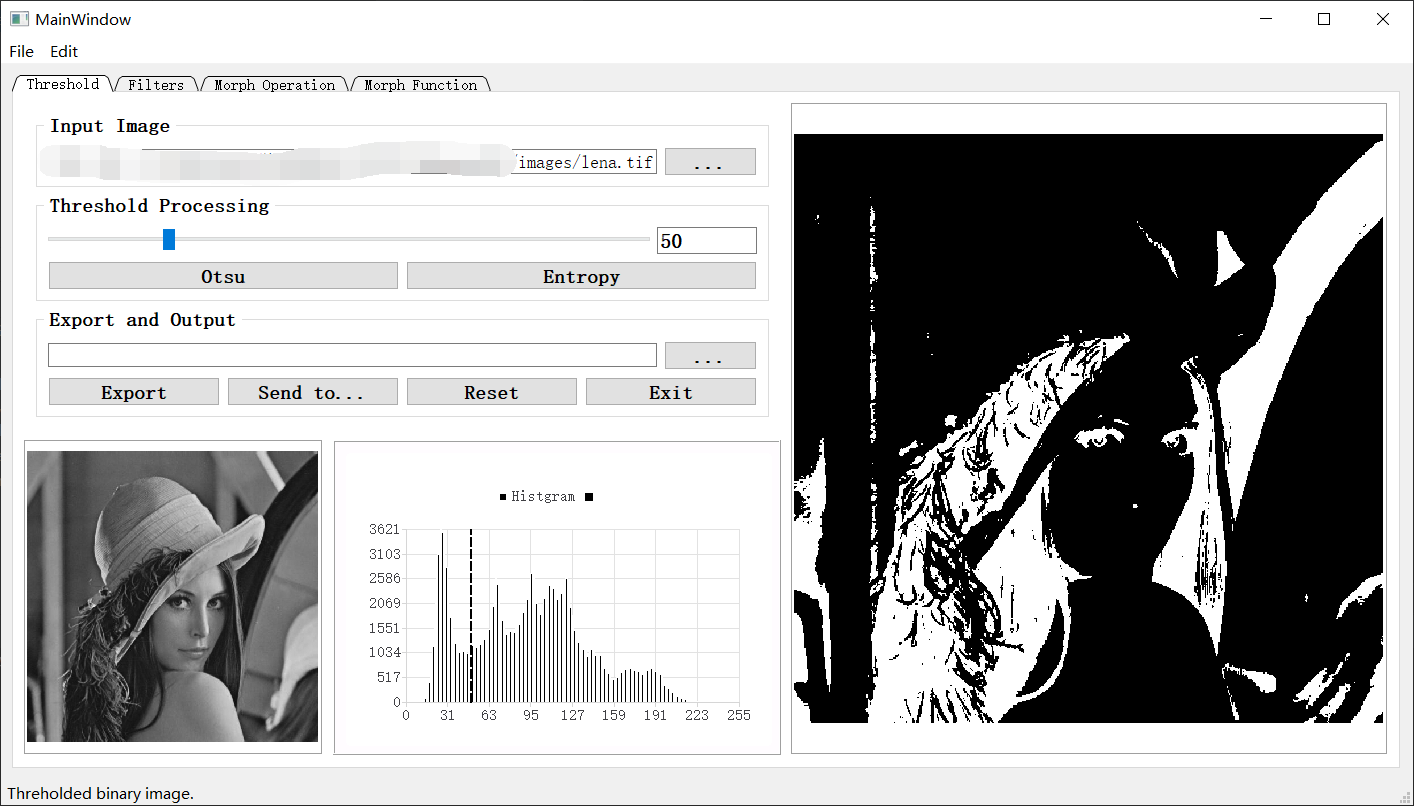 MainWindow
File Edit
Threshold Filters Morph Operation Morph Function
Input Image
/images/lena.tif ...
Threshold Processing
50
Otsu Entropy
Export and Output
...
Export Send to... Reset Exit
Histgram
3621
3103
2586
2069
1551
1034
517
0
0 31 63 95 127 159 191 223 255
Threholded binary image.